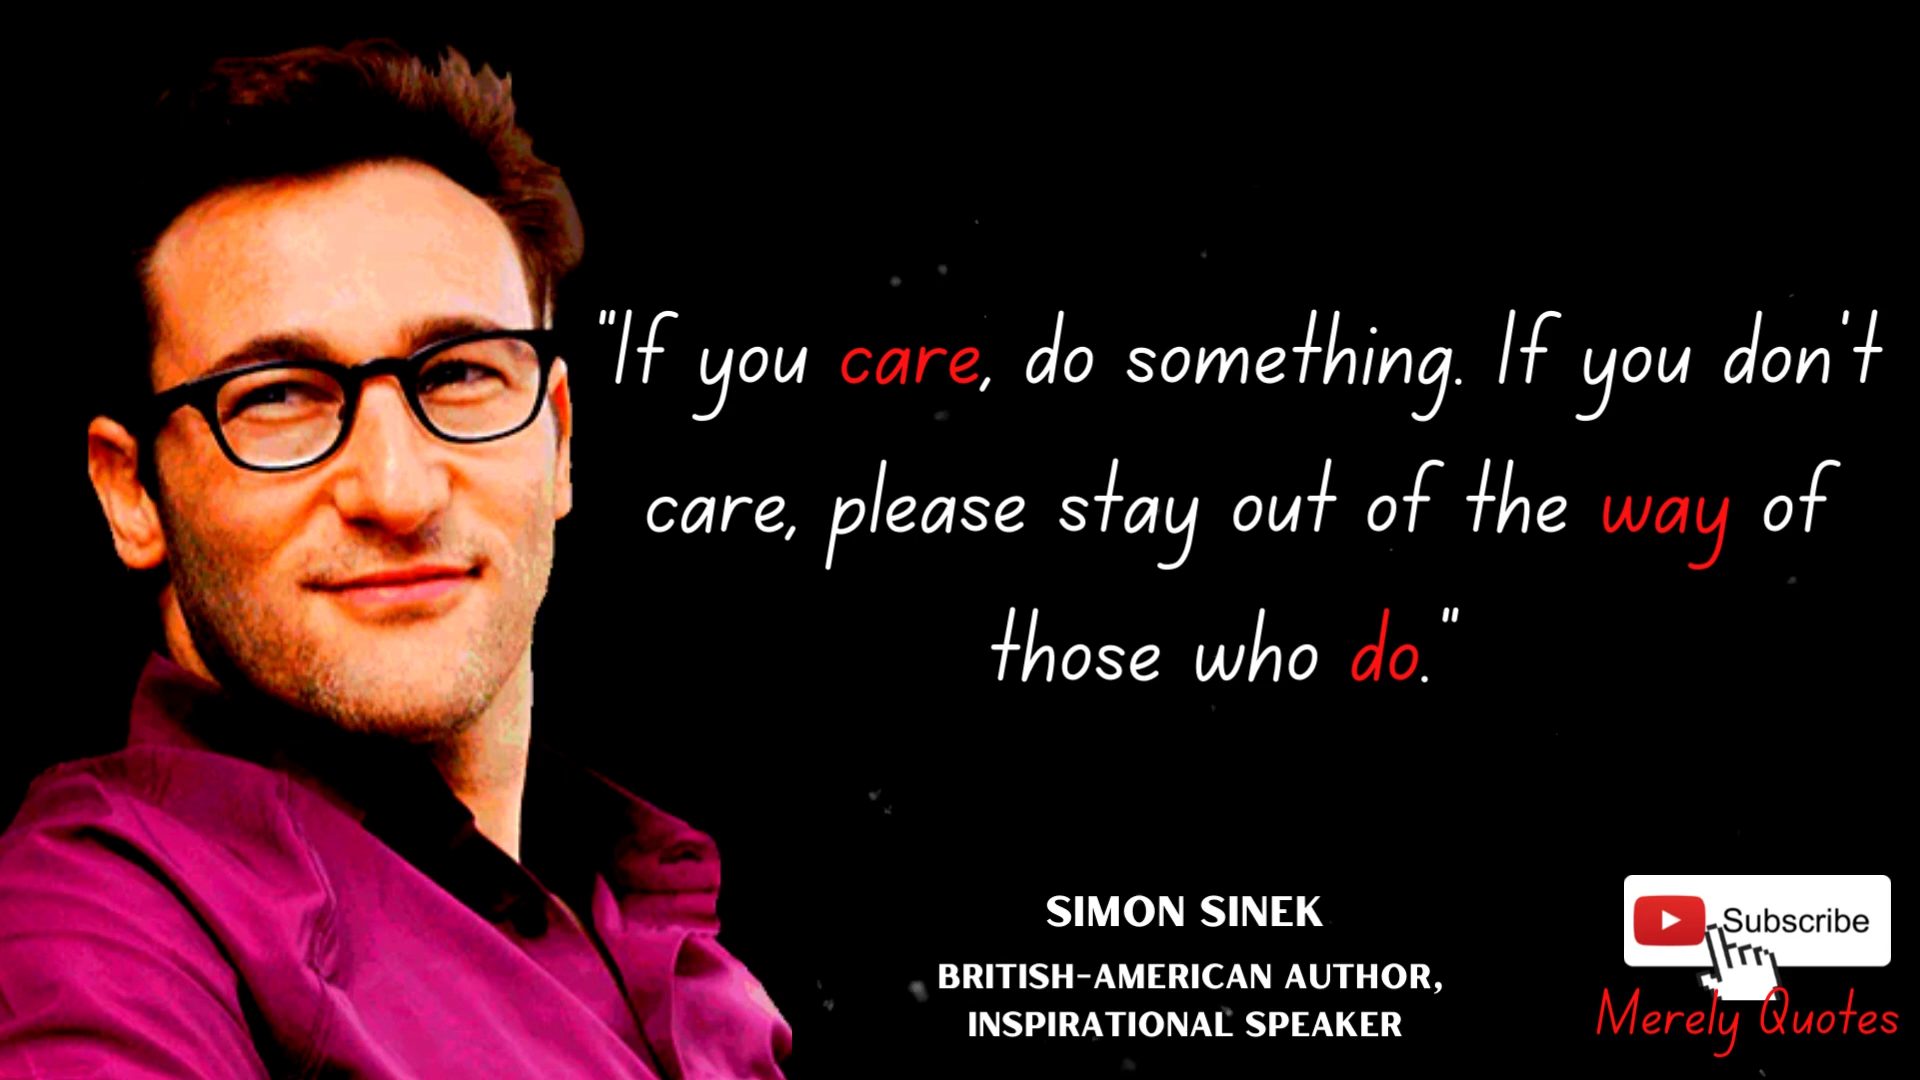 "If you care, do something. If you don't
care, please stay out of the way of
those who do."
SIMON SINEK
BRITISH-AMERICAN AUTHOR,
INSPIRATIONAL SPEAKER
Subscribe
Merely Quotes